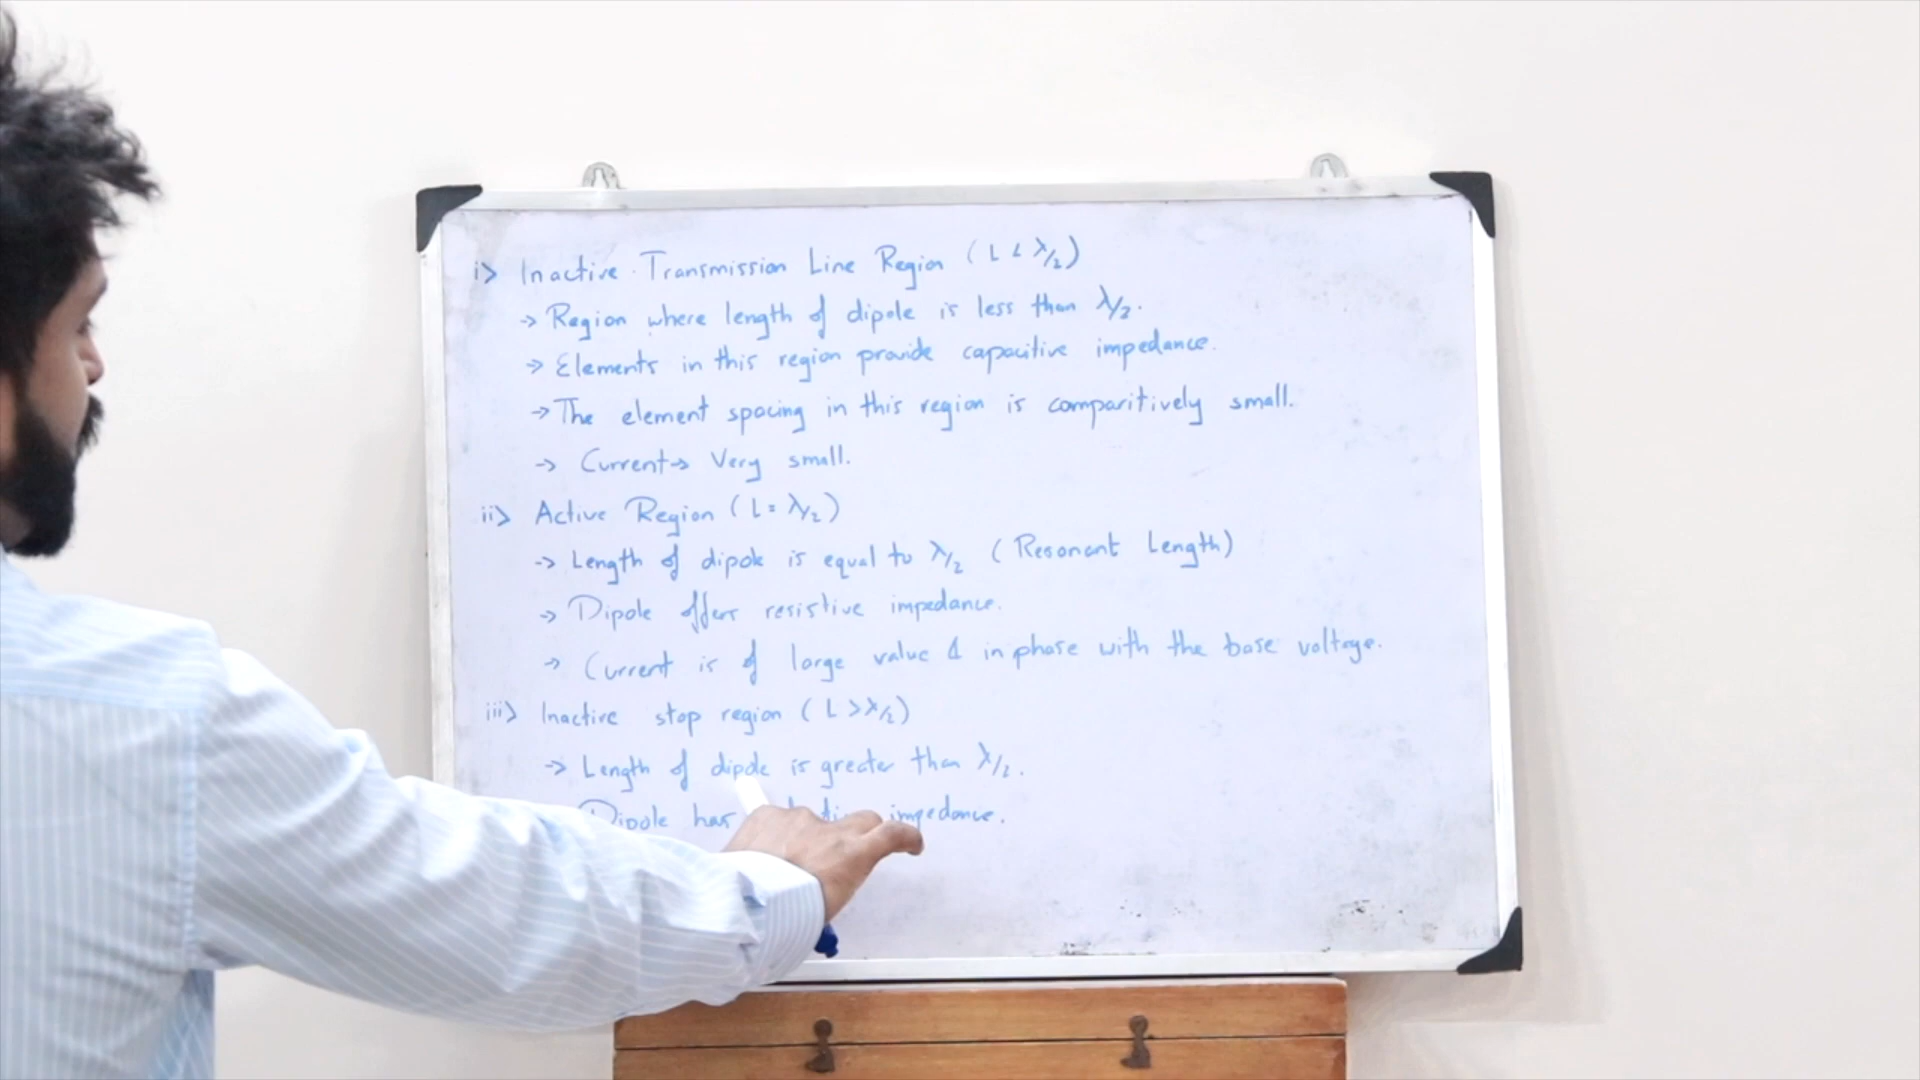 i> Inactive Transmission Line Region (L < λ/2)
-> Region where length of dipole is less than λ/2.
-> Elements in this region provide capacitive impedance.
-> The element spacing in this region is comparitively small.
-> Current -> Very small.
ii> Active Region (L = λ/2)
-> Length of dipole is equal to λ/2 (Resonant Length)
-> Dipole offers resistive impedance.
-> Current is of large value & in phase with the base voltage.
iii> Inactive stop region (L > λ/2)
-> Length of dipole is greater than λ/2.
Dipole has impedance.